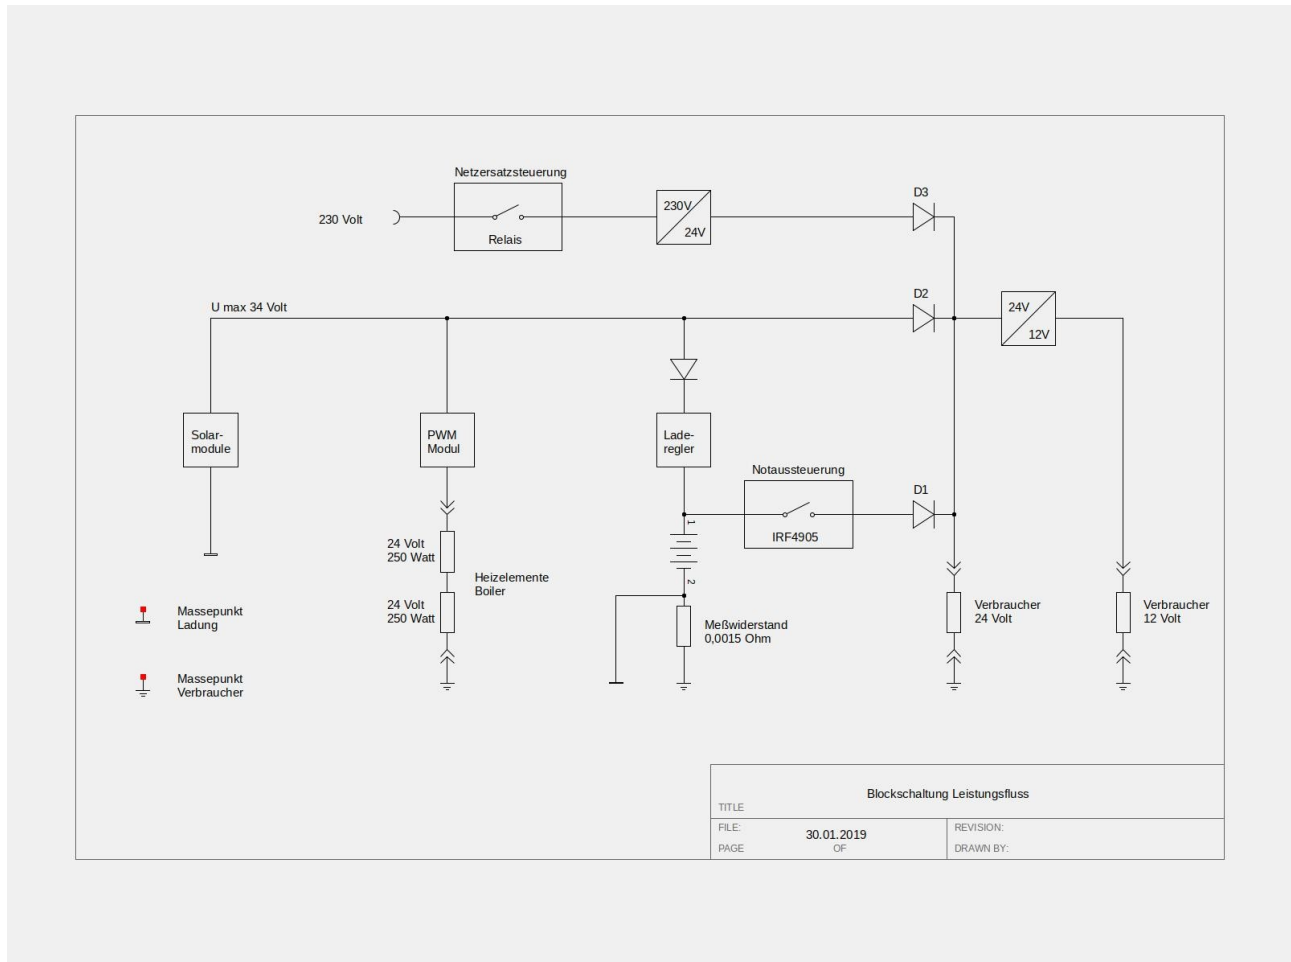 Netzersatzsteuerung
230 Volt
Relais
230V
24V
D3
U max 34 Volt
D2
24V
12V
Solar-
module
PWM
Modul
Lade-
regler
Notaussteuerung
IRF4905
D1
1
2
24 Volt
250 Watt
24 Volt
250 Watt
Heizelemente
Boiler
Meßwiderstand
0,0015 Ohm
Verbraucher
24 Volt
Verbraucher
12 Volt
Massepunkt
Ladung
Massepunkt
Verbraucher
Blockschaltung Leistungsfluss
TITLE
FILE:
30.01.2019
REVISION:
PAGE
OF
DRAWN BY: